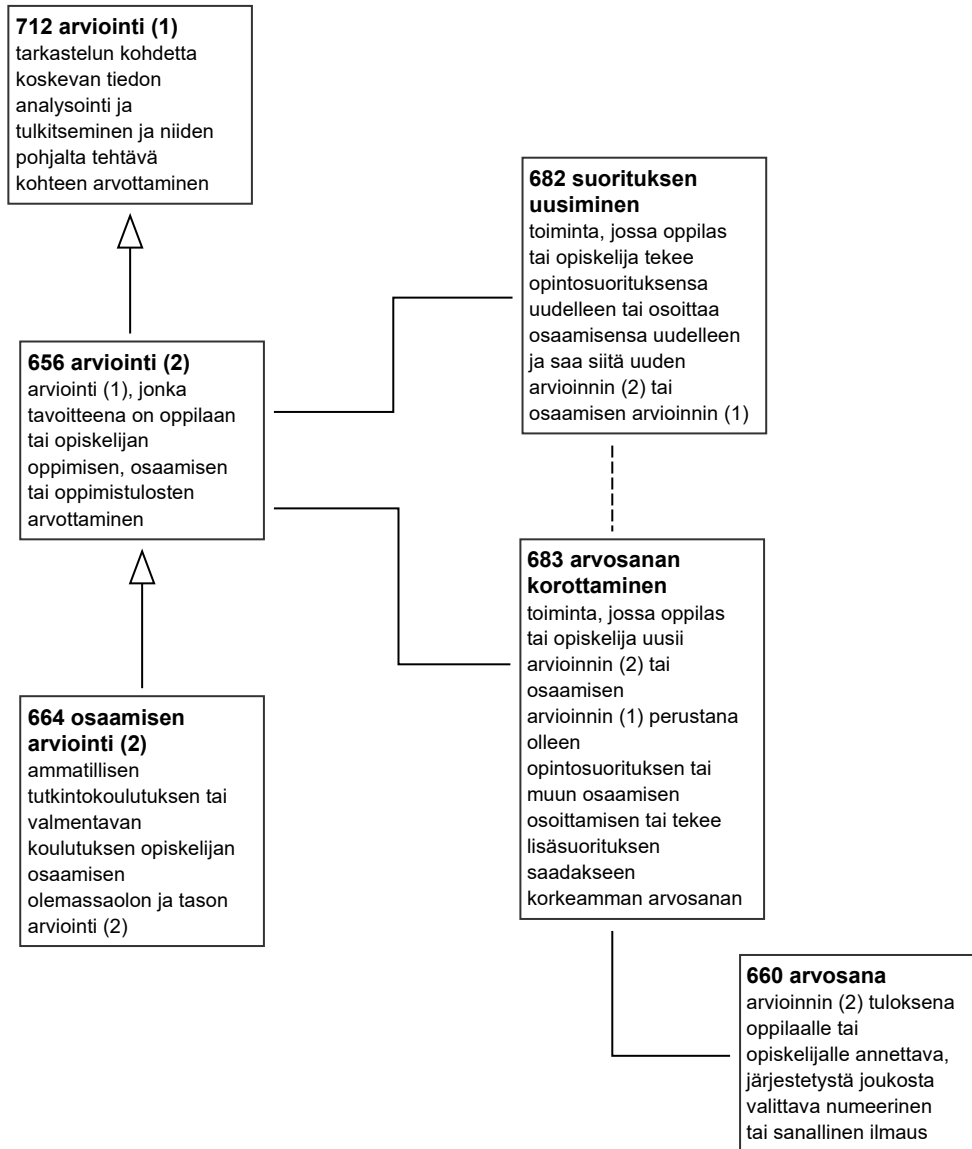 712 arviointi (1)
tarkastelun kohdetta
koskevan tiedon
analysointi ja
tulkitseminen ja niiden
pohjalta tehtävä
kohteen arvottaminen
682 suorituksen
uusiminen
toiminta, jossa oppilas
tai opiskelija tekee
opintosuorituksensa
uudelleen tai osoittaa
osaamisensa uudelleen
ja saa siitä uuden
arvioinnin (2) tai
osaamisen arvioinnin (1)
656 arviointi (2)
arviointi (1), jonka
tavoitteena on oppilaan
tai opiskelijan
oppimisen, osaamisen
tai oppimistulosten
arvottaminen
683 arvosanan
korottaminen
toiminta, jossa oppilas
tai opiskelija uusii
arvioinnin (2) tai
osaamisen
arvioinnin (1) perustana
olleen
opintosuorituksen tai
muun osaamisen
osoittamisen tai tekee
lisäsuorituksen
saadakseen
korkeamman arvosanan
664 osaamisen
arviointi (2)
ammatillisen
tutkintokoulutuksen tai
valmentavan
koulutuksen opiskelijan
osaamisen
olemassaolon ja tason
arviointi (2)
660 arvosana
arvioinnin (2) tuloksena
oppilaalle tai
opiskelijalle annettava,
järjestetystä joukosta
valittava numeerinen
tai sanallinen ilmaus